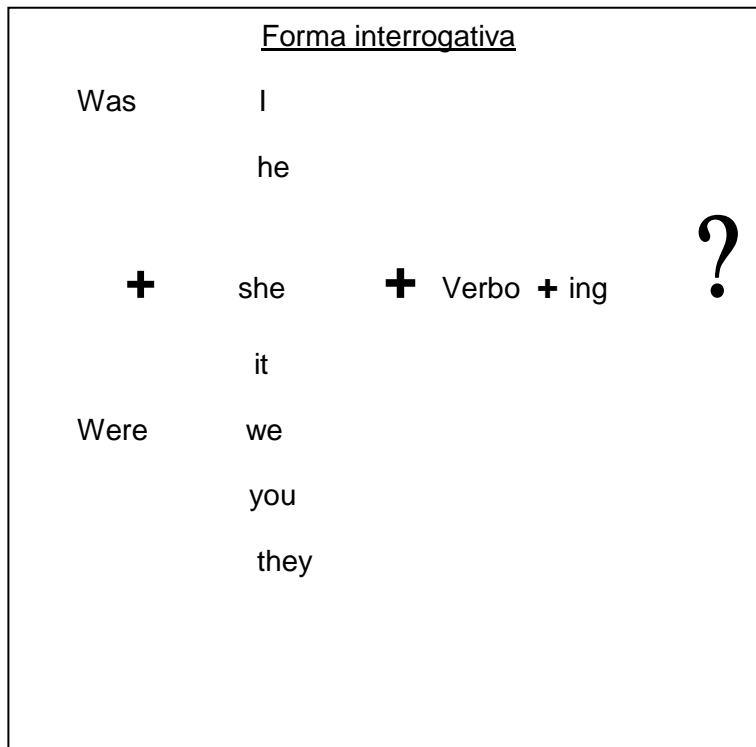 Forma interrogativa
Was I
he
+ she + Verbo + ing ?
it
Were we
you
they